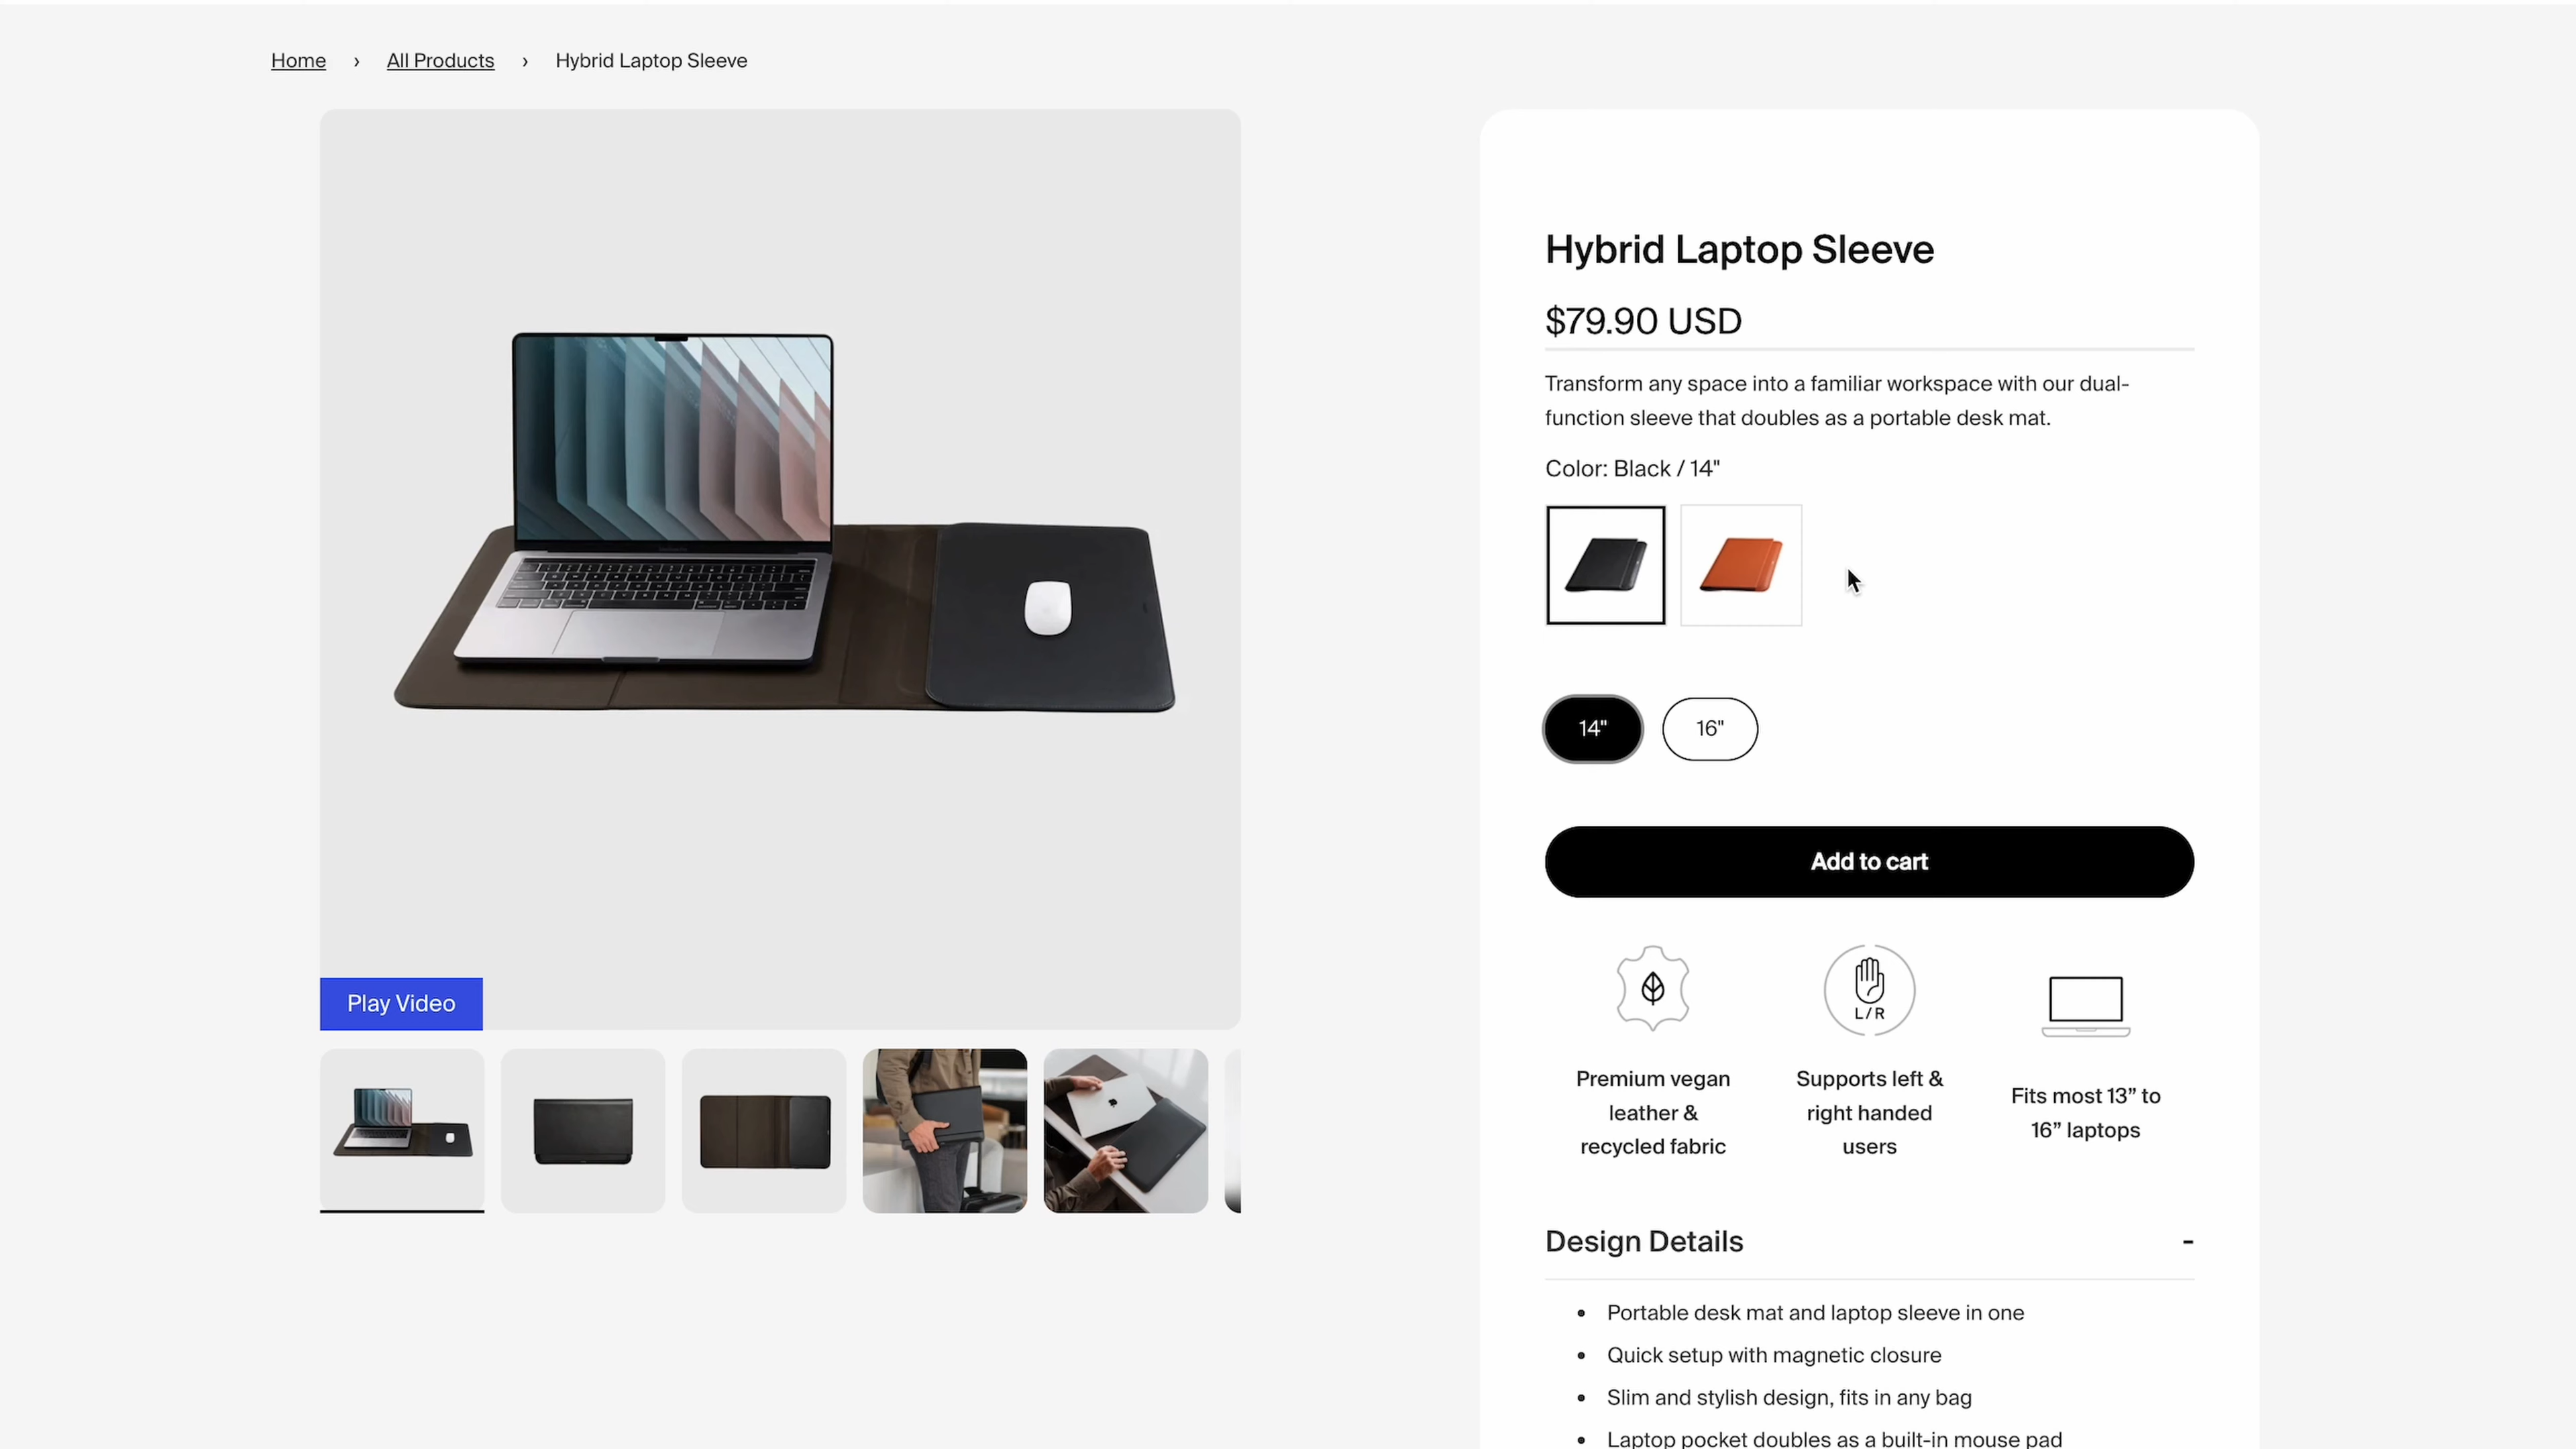 Home › All Products › Hybrid Laptop Sleeve
Play Video
Hybrid Laptop Sleeve
$79.90 USD
Transform any space into a familiar workspace with our dual-
function sleeve that doubles as a portable desk mat.
Color: Black / 14"
14"
16"
Add to cart
L/R
Premium vegan
leather &
recycled fabric
Supports left &
right handed
users
Fits most 13” to
16” laptops
Design Details -
• Portable desk mat and laptop sleeve in one
• Quick setup with magnetic closure
• Slim and stylish design, fits in any bag
• Laptop pocket doubles as a built-in mouse pad